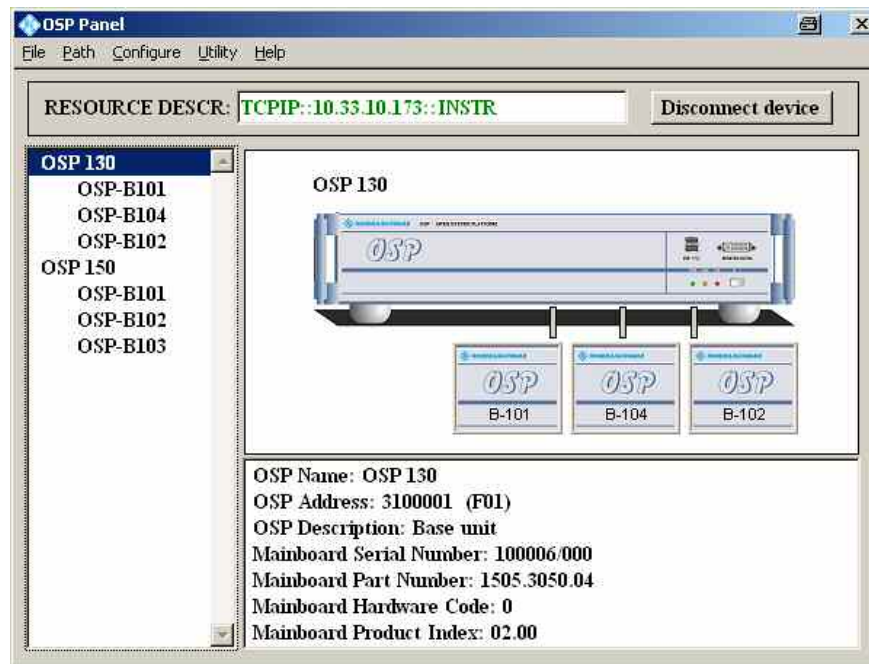 OSP Panel
File Path Configure Utility Help
RESOURCE DESCR: TCPIP::10.33.10.173::INSTR Disconnect device
OSP 130
OSP-B101
OSP-B104
OSP-B102
OSP 150
OSP-B101
OSP-B102
OSP-B103
OSP 130
OSP
OSP OSP OSP
B-101 B-104 B-102
OSP Name: OSP 130
OSP Address: 3100001 (F01)
OSP Description: Base unit
Mainboard Serial Number: 100006/000
Mainboard Part Number: 1505.3050.04
Mainboard Hardware Code: 0
Mainboard Product Index: 02.00